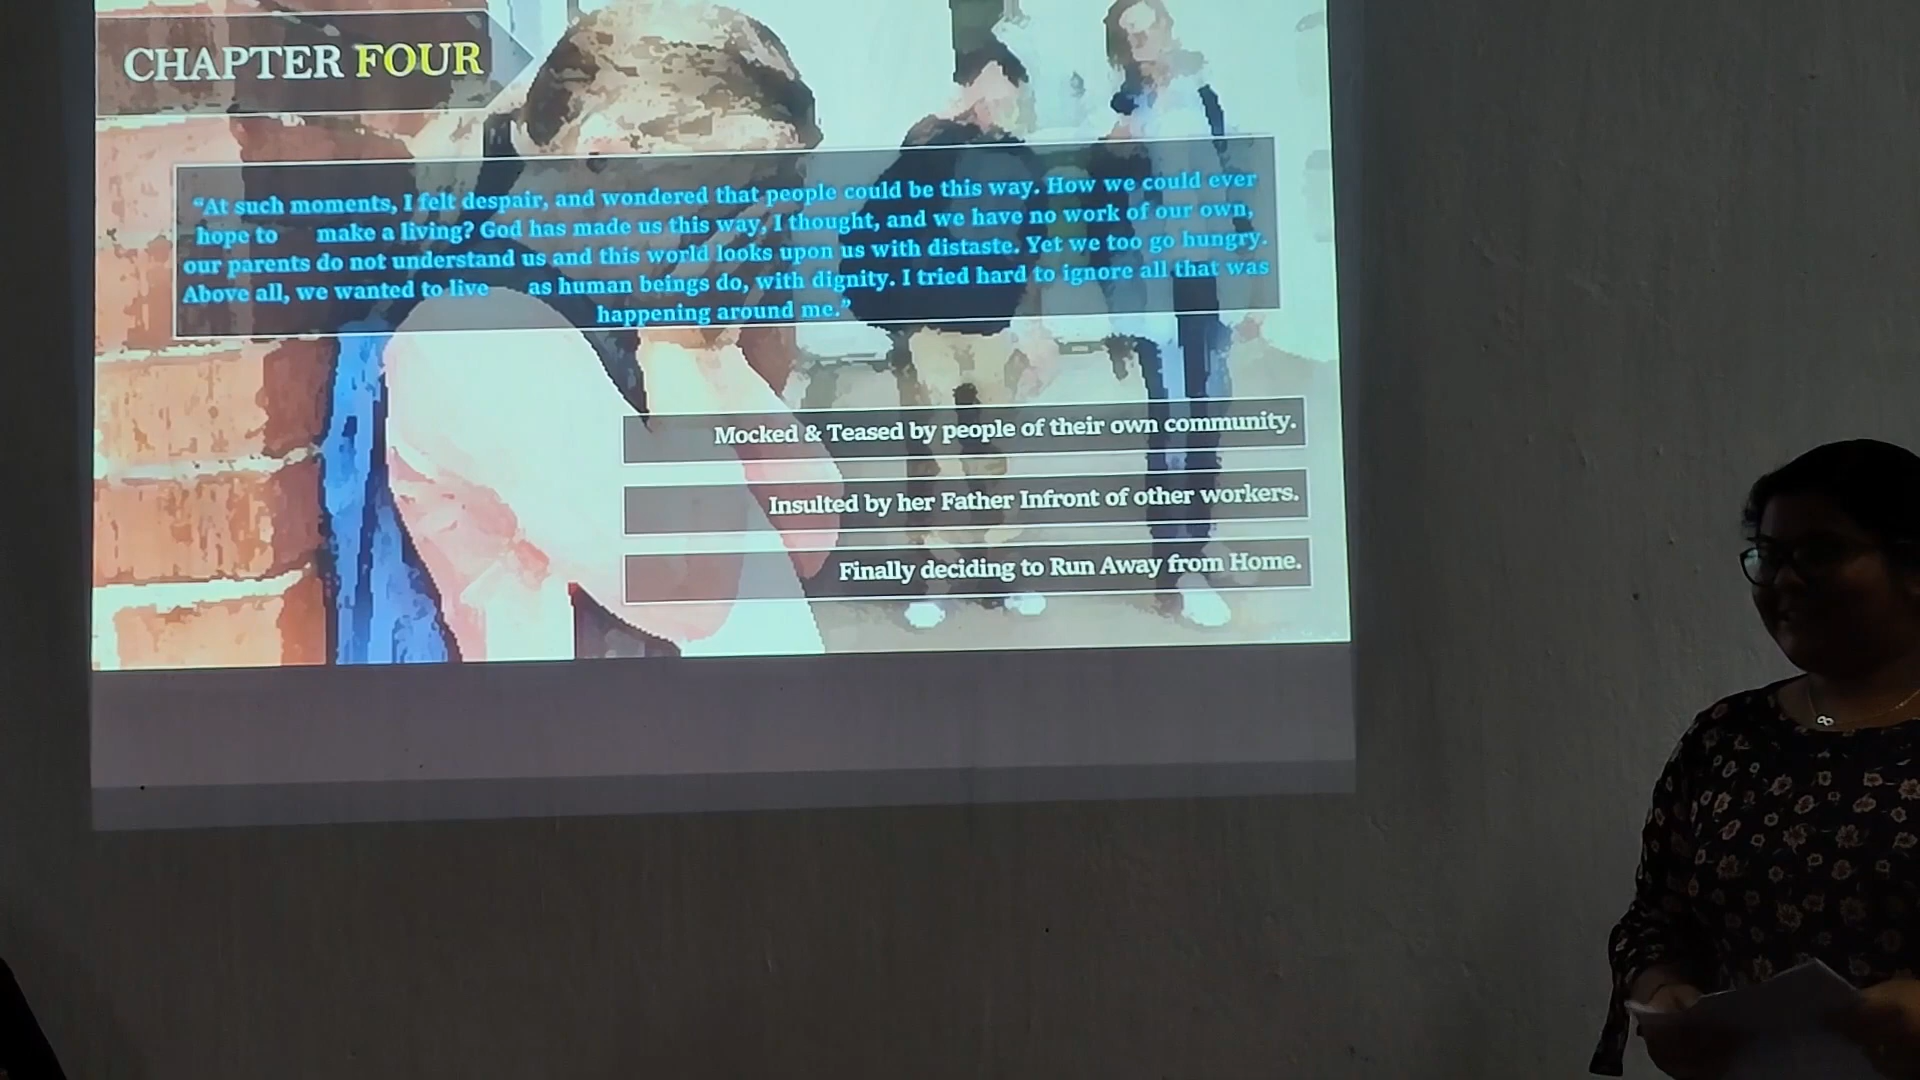 CHAPTER FOUR
“At such moments, I felt despair, and wondered that people could be this way. How we could ever
hope to make a living? God has made us this way, I thought, and we have no work of our own,
our parents do not understand us and this world looks upon us with distaste. Yet we too go hungry.
Above all, we wanted to live as human beings do, with dignity. I tried hard to ignore all that was
happening around me.”
Mocked & Teased by people of their own community.
Insulted by her Father Infront of other workers.
Finally deciding to Run Away from Home.